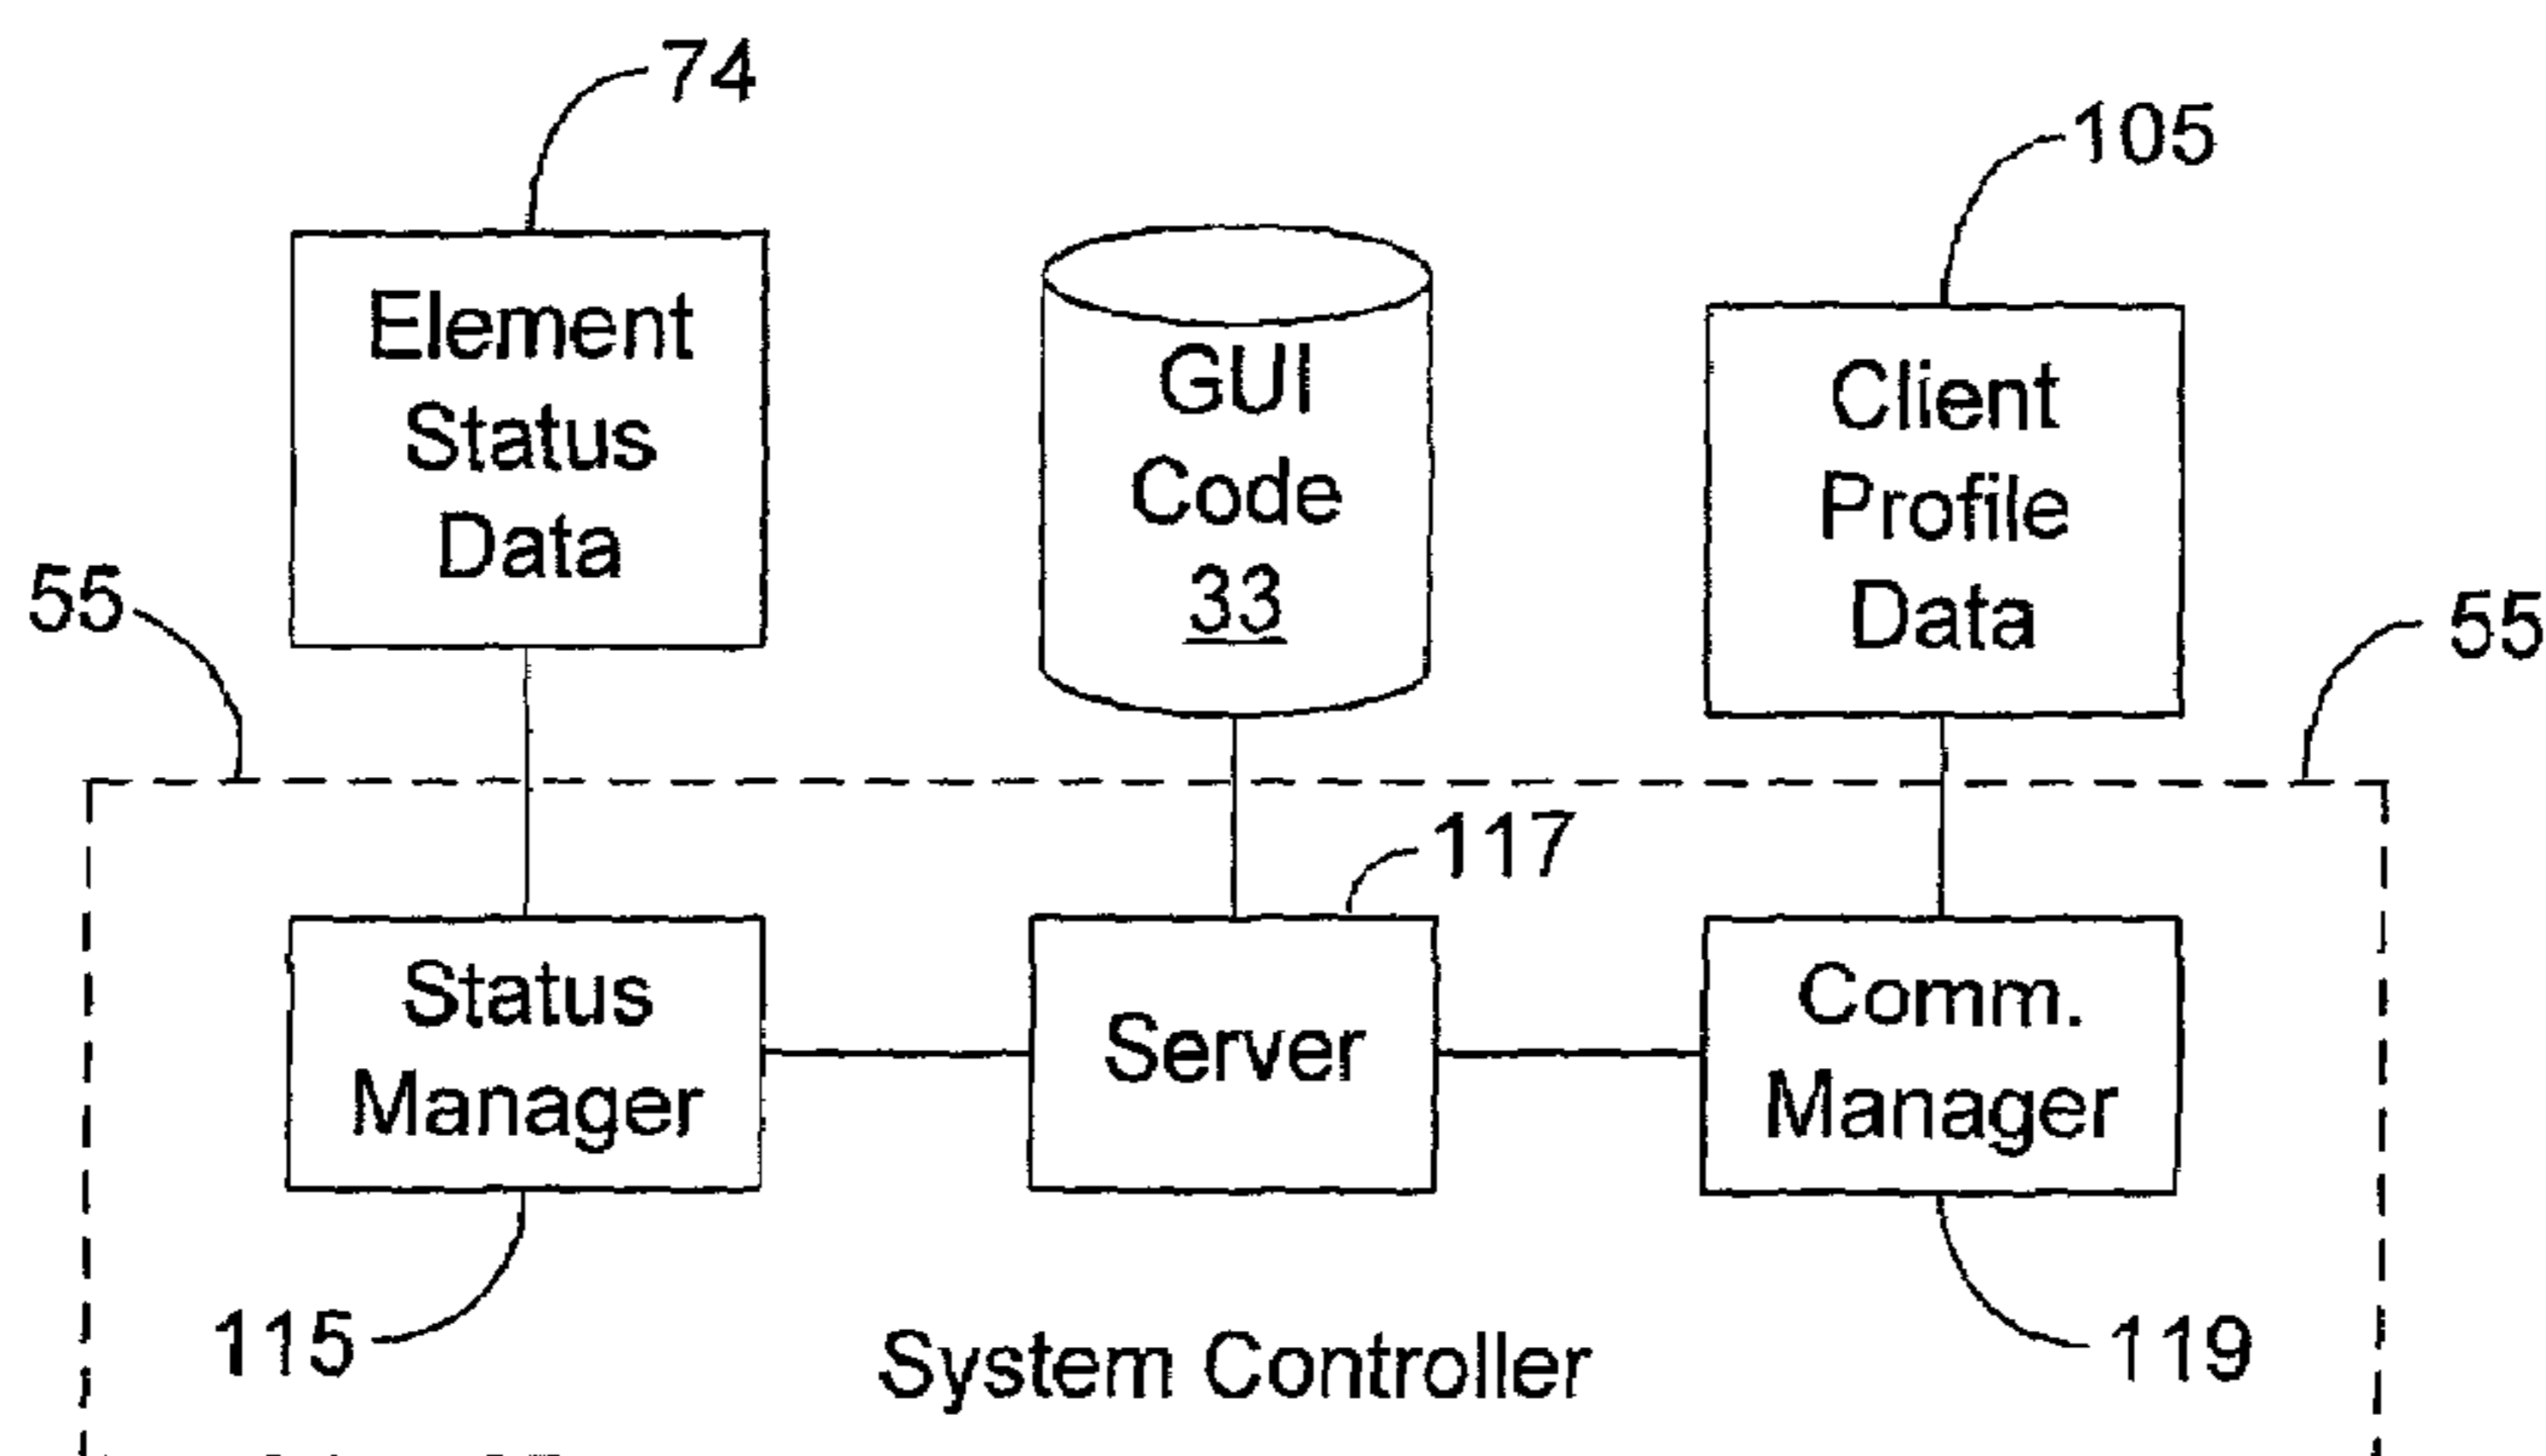 74
105
Element
Status
Data
GUI
Code
33
Client
Profile
Data
55
55
117
Status
Manager
Server
Comm.
Manager
115
119
System Controller